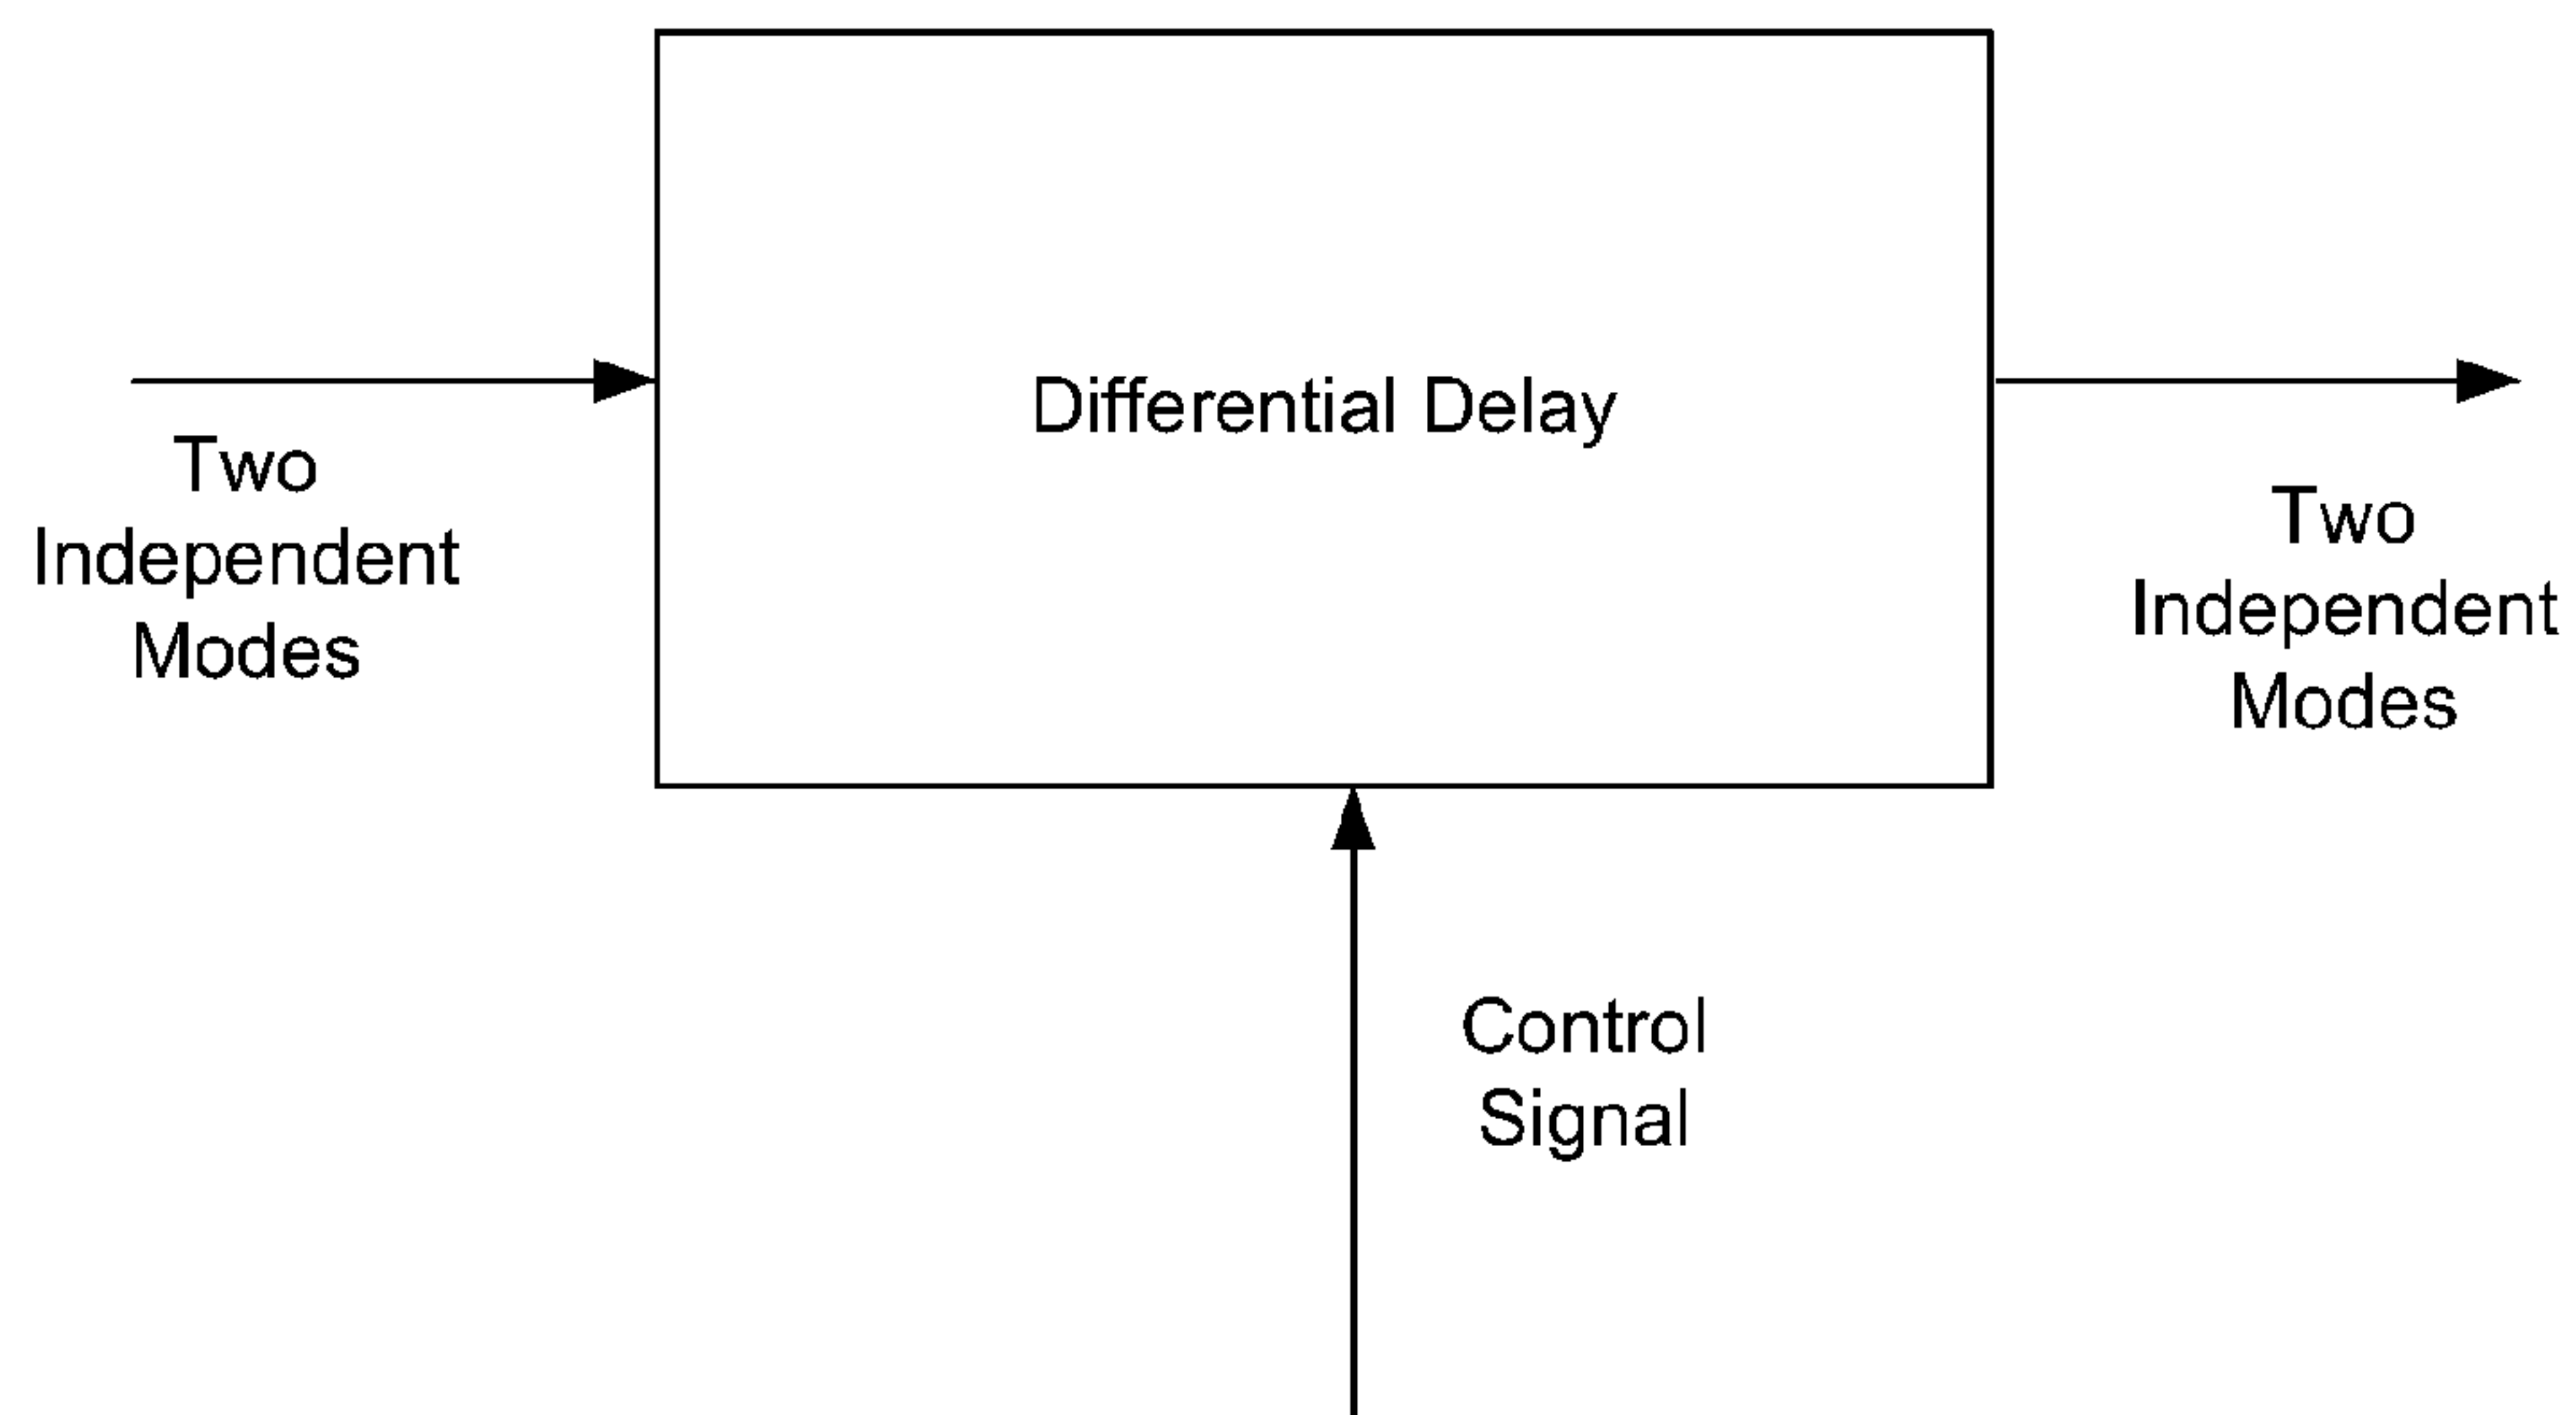 Differential Delay
Two
Independent
Modes
Two
Independent
Modes
Control
Signal